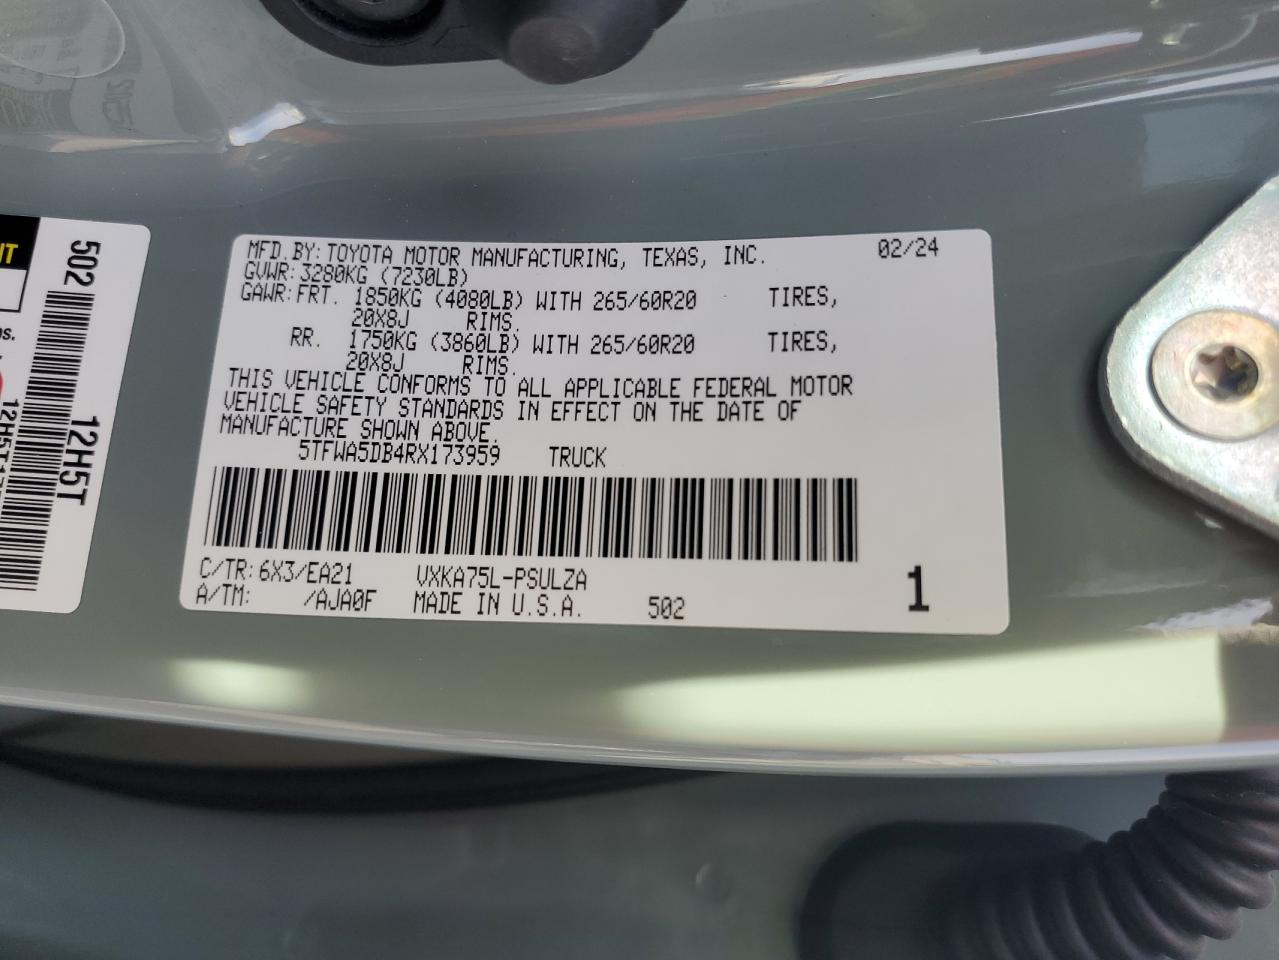 MFD.BY: TOYOTA MOTOR MANUFACTURING, TEXAS, INC. 02/24
GVWR: 3280KG (7230LB)
GAWR: FRT. 1850KG (4080LB) WITH 265/60R20 TIRES,
20X8J RIMS.
RR. 1750KG (3860LB) WITH 265/60R20 TIRES,
20X8J RIMS.
THIS VEHICLE CONFORMS TO ALL APPLICABLE FEDERAL MOTOR
VEHICLE SAFETY STANDARDS IN EFFECT ON THE DATE OF
MANUFACTURE SHOWN ABOVE.
5TFWA5DB4RX173959 TRUCK
C/TR: 6X3/EA21 VXKA75L-PSULZA
A/TM: /AJA0F MADE IN U.S.A. 502 1
502
12H5T